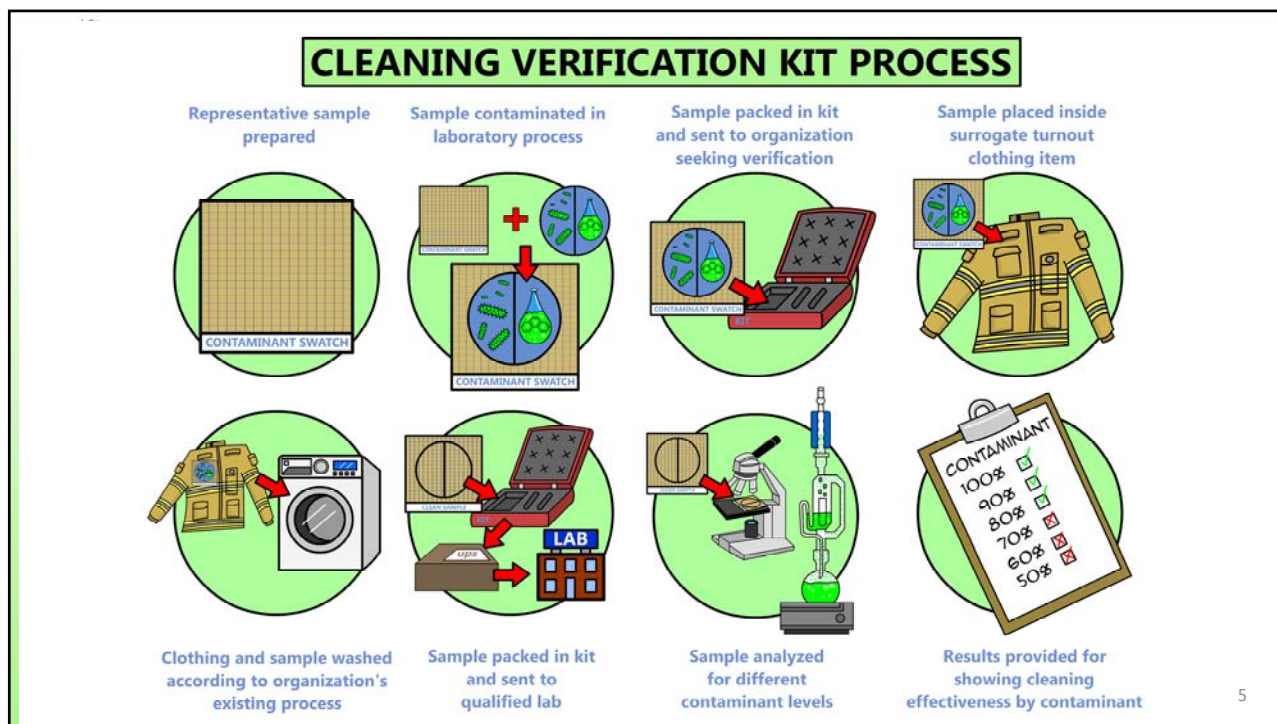 CLEANING VERIFICATION KIT PROCESS
Representative sample
prepared
Sample contaminated in
laboratory process
Sample packed in kit
and sent to organization
seeking verification
Sample placed inside
surrogate turnout
clothing item
CONTAMINANT SWATCH
CONTAMINANT SWATCH
CONTAMINANT SWATCH
CONTAMINANT SWATCH
KIT
CONTAMINANT SWATCH
CLEAN SAMPLE
KIT
ups
LAB
CLEAN SAMPLE
CONTAMINANT
100%
90%
80%
70%
60%
50%
Clothing and sample washed
according to organization's
existing process
Sample packed in kit
and sent to
qualified lab
Sample analyzed
for different
contaminant levels
Results provided for
showing cleaning
effectiveness by contaminant
5